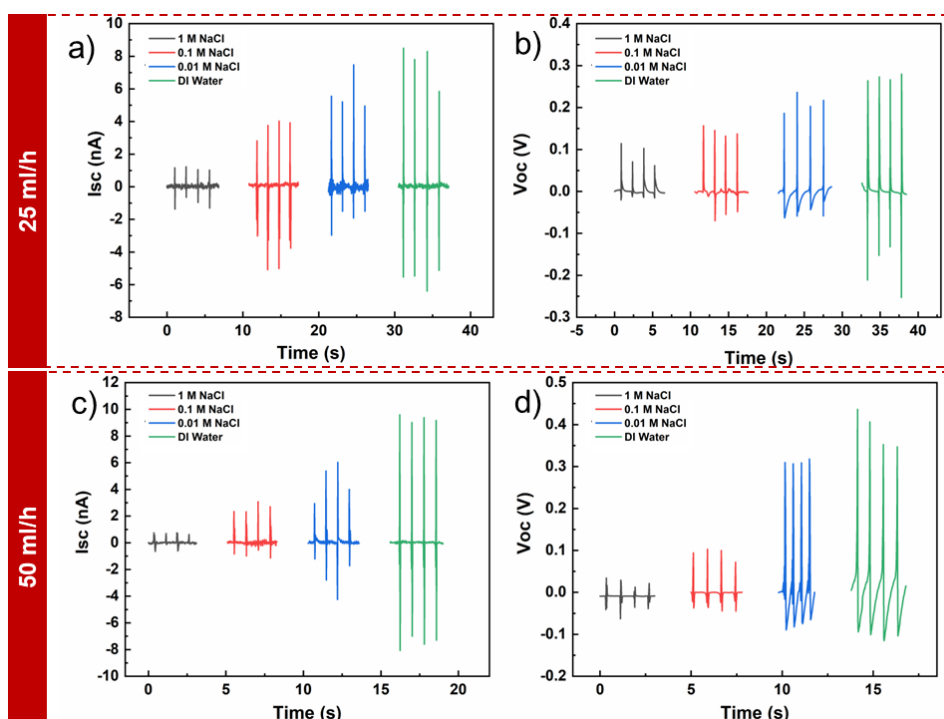 25 ml/h
a)
1 M NaCl
0.1 M NaCl
0.01 M NaCl
DI Water
Isc (nA)
10
8
6
4
2
0
-2
-4
-6
-8
0 10 20 30 40
Time (s)
b)
1 M NaCl
0.1 M NaCl
0.01 M NaCl
DI Water
Voc (V)
0.4
0.3
0.2
0.1
0.0
-0.1
-0.2
-0.3
-5 0 5 10 15 20 25 30 35 40
Time (s)
50 ml/h
c)
1 M NaCl
0.1 M NaCl
0.01 M NaCl
DI Water
Isc (nA)
12
10
8
6
4
2
0
-2
-4
-6
-8
-10
0 5 10 15 20
Time (s)
d)
1 M NaCl
0.1 M NaCl
0.01 M NaCl
DI Water
Voc (V)
0.5
0.4
0.3
0.2
0.1
0.0
-0.1
-0.2
0 5 10 15
Time (s)